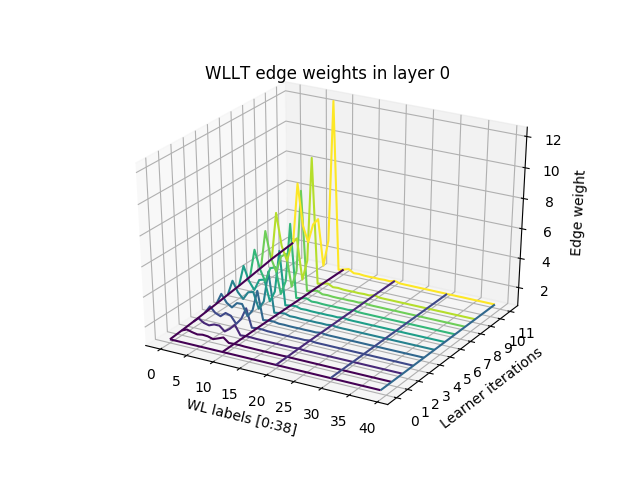 WLLT edge weights in layer 0
12
10
8
6
4
2
Edge weight
0 1 2 3 4 5 6 7 8 9 10 11
Learner iterations
0 5 10 15 20 25 30 35 40
WL labels [0:38]